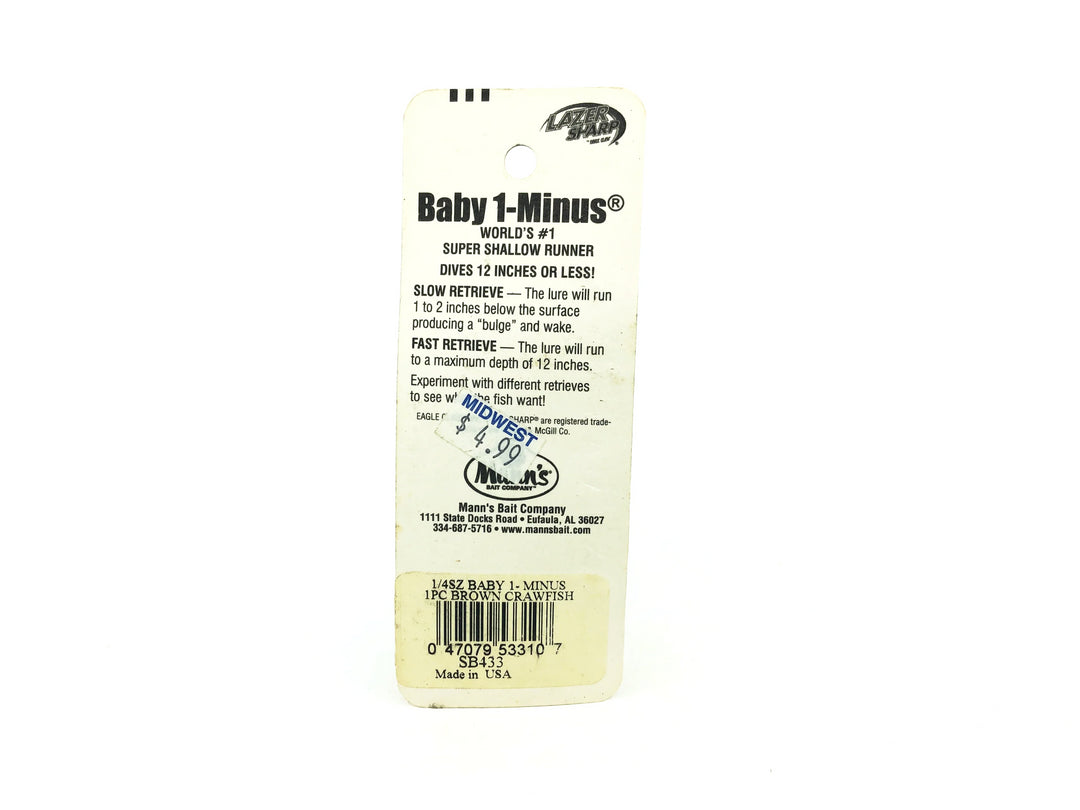 LAZER
SHARP
Baby 1-Minus®
WORLD'S #1
SUPER SHALLOW RUNNER
DIVES 12 INCHES OR LESS!
SLOW RETRIEVE — The lure will run
1 to 2 inches below the surface
producing a "bulge" and wake.
FAST RETRIEVE — The lure will run
to a maximum depth of 12 inches.
Experiment with different retrieves
to see the fish want!
EAGLE SHARP® are registered trade-
McGill Co.
MIDWEST
$ 4.99
Mann's
BAIT COMPANY™
Mann's Bait Company
1111 State Docks Road • Eufaula, AL 36027
334-687-5716 • www.mannsbait.com
1/4SZ BABY 1- MINUS
1PC BROWN CRAWFISH
0 47079 53310 7
SB433
Made in USA